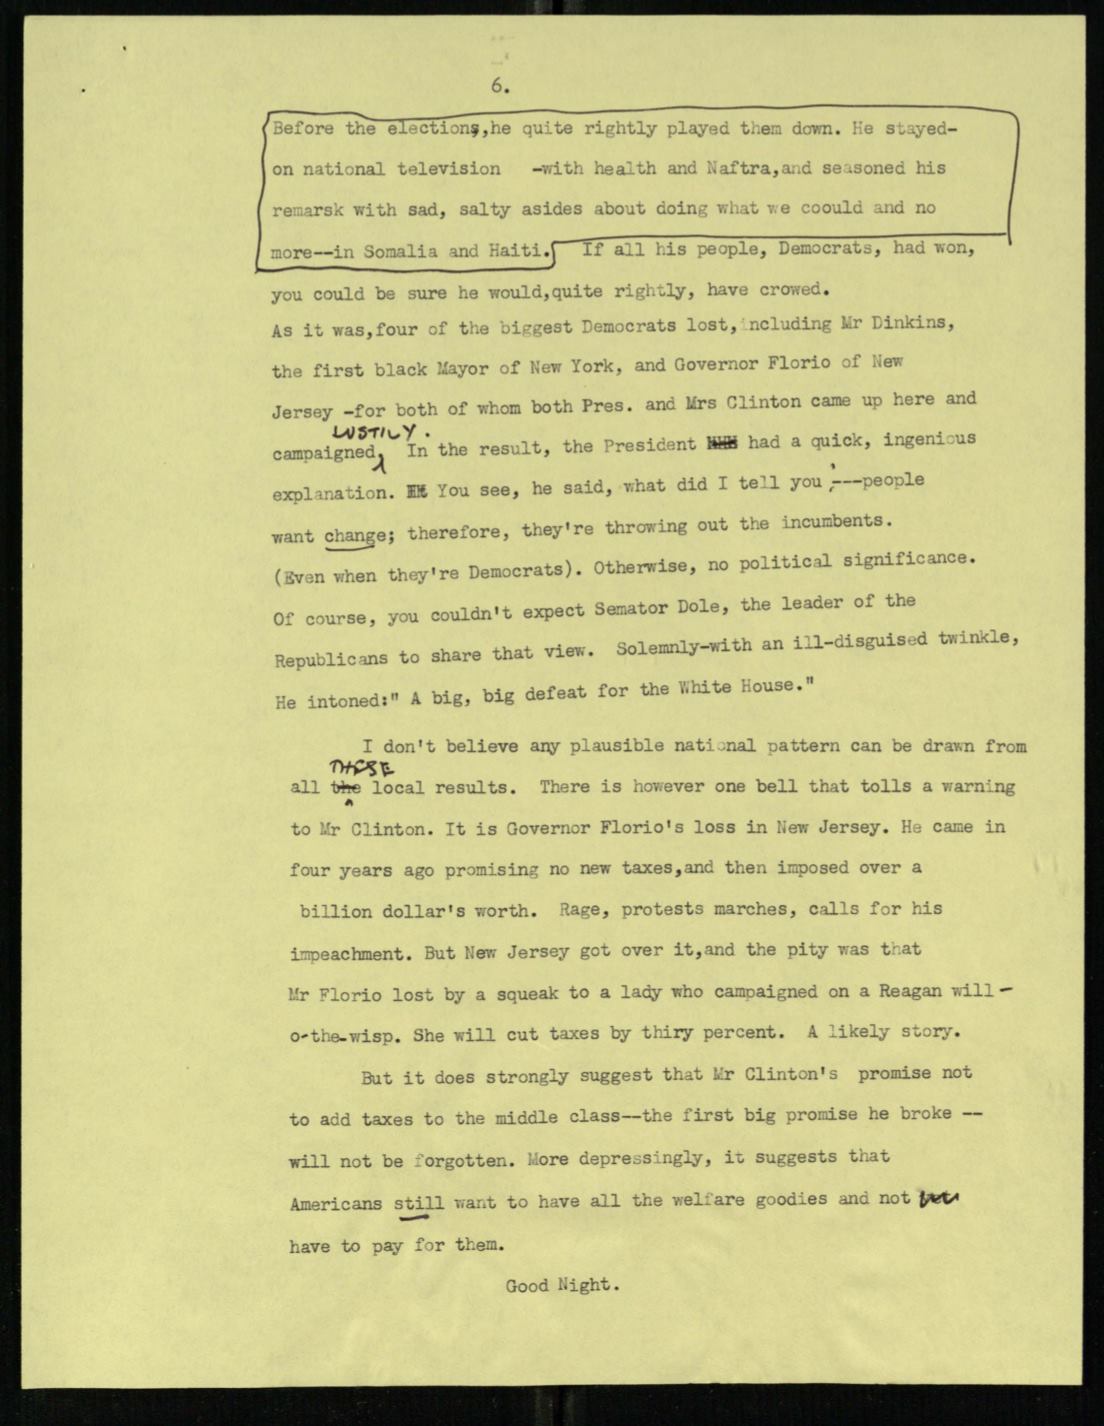 6.
Before the elections,he quite rightly played them down. He stayed-
on national television -with health and Naftra,and seasoned his
remarsk with sad, salty asides about doing what we coould and no
more--in Somalia and Haiti. If all his people, Democrats, had won,
you could be sure he would,quite rightly, have crowed.
As it was,four of the biggest Democrats lost,including Mr Dinkins,
the first black Mayor of New York, and Governor Florio of New
Jersey -for both of whom both Pres. and Mrs Clinton came up here and
LUSTILY.
campaigned, In the result, the President had a quick, ingenious
explanation. You see, he said, what did I tell you,---people
want change; therefore, they're throwing out the incumbents.
(Even when they're Democrats). Otherwise, no political significance.
Of course, you couldn't expect Semator Dole, the leader of the
Republicans to share that view. Solemnly-with an ill-disguised twinkle,
He intoned:" A big, big defeat for the White House."
I don't believe any plausible national pattern can be drawn from
THESE
all the local results. There is however one bell that tolls a warning
to Mr Clinton. It is Governor Florio's loss in New Jersey. He came in
four years ago promising no new taxes,and then imposed over a
billion dollar's worth. Rage, protests marches, calls for his
impeachment. But New Jersey got over it,and the pity was that
Mr Florio lost by a squeak to a lady who campaigned on a Reagan will-
o-the-wisp. She will cut taxes by thiry percent. A likely story.
But it does strongly suggest that Mr Clinton's promise not
to add taxes to the middle class--the first big promise he broke --
will not be forgotten. More depressingly, it suggests that
Americans still want to have all the welfare goodies and not
have to pay for them.
Good Night.